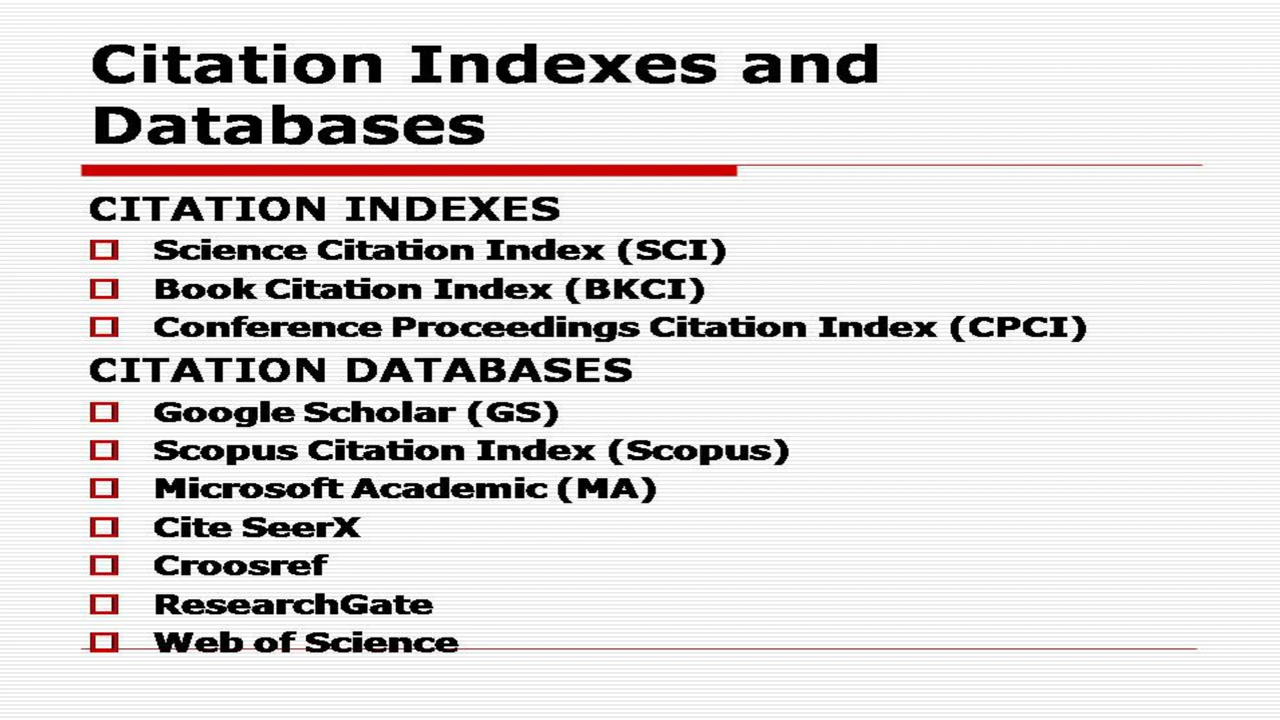 Citation Indexes and
Databases
CITATION INDEXES
Science Citation Index (SCI)
Book Citation Index (BKCI)
Conference Proceedings Citation Index (CPCI)
CITATION DATABASES
Google Scholar (GS)
Scopus Citation Index (Scopus)
Microsoft Academic (MA)
Cite SeerX
Croosref
ResearchGate
Web of Science